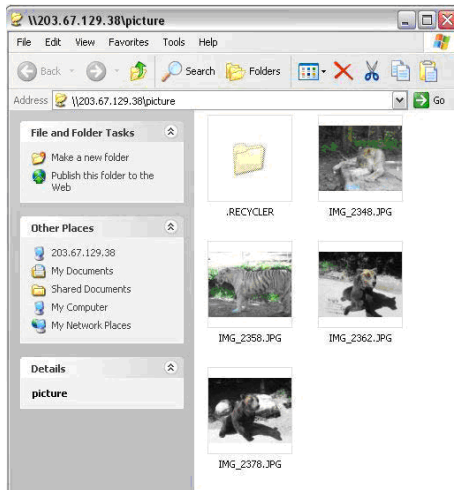 \\203.67.129.38\picture
File Edit View Favorites Tools Help
Back Search Folders
Address \\203.67.129.38\picture Go
File and Folder Tasks
Make a new folder
Publish this folder to the
Web
Other Places
203.67.129.38
My Documents
Shared Documents
My Computer
My Network Places
Details
picture
.RECYCLER
IMG_2348.JPG
IMG_2358.JPG
IMG_2362.JPG
IMG_2378.JPG